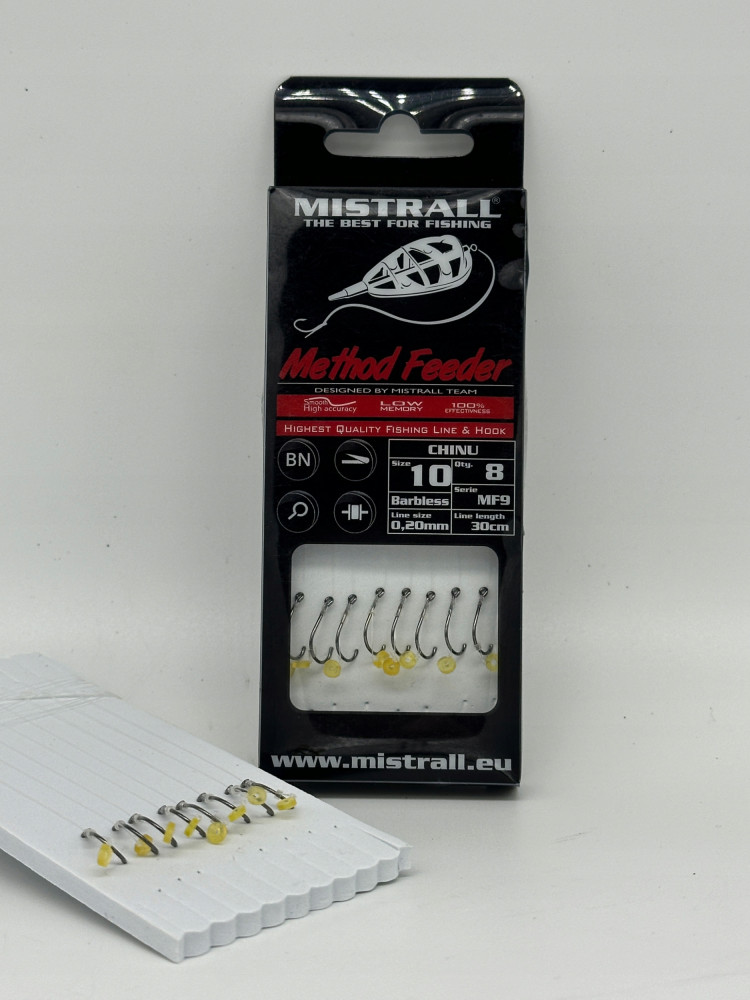 MISTRALL®
THE BEST FOR FISHING
Method Feeder
DESIGNED BY MISTRALL TEAM
Smooth High accuracy
LOW MEMORY
100% EFFECTIVNESS
HIGHEST QUALITY FISHING LINE & HOOK
BN
CHINU
Size 10 Qty. 8
Barbless Serie MF9
Line size 0,20mm Line length 30cm
www.mistrall.eu